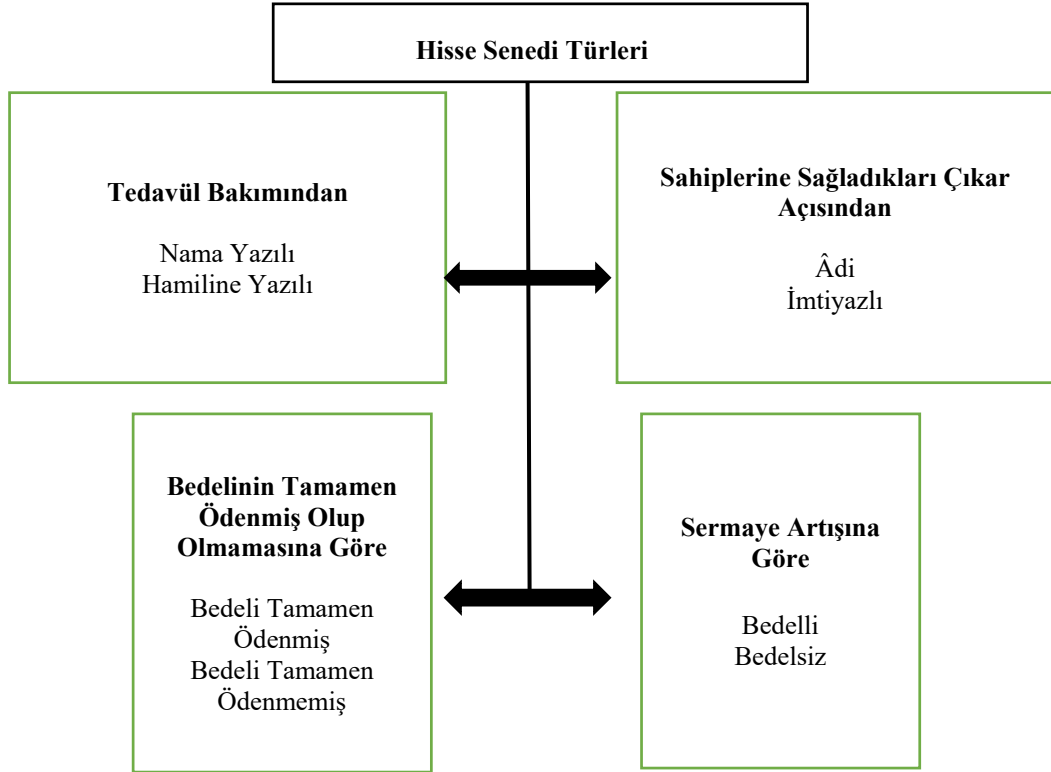 Hisse Senedi Türleri
Tedavül Bakımından
Nama Yazılı
Hamiline Yazılı
Sahiplerine Sağladıkları Çıkar
Açısından
Âdi
İmtiyazlı
Bedelinin Tamamen
Ödenmiş Olup
Olmamasına Göre
Bedeli Tamamen
Ödenmiş
Bedeli Tamamen
Ödenmemiş
Sermaye Artışına
Göre
Bedelli
Bedelsiz